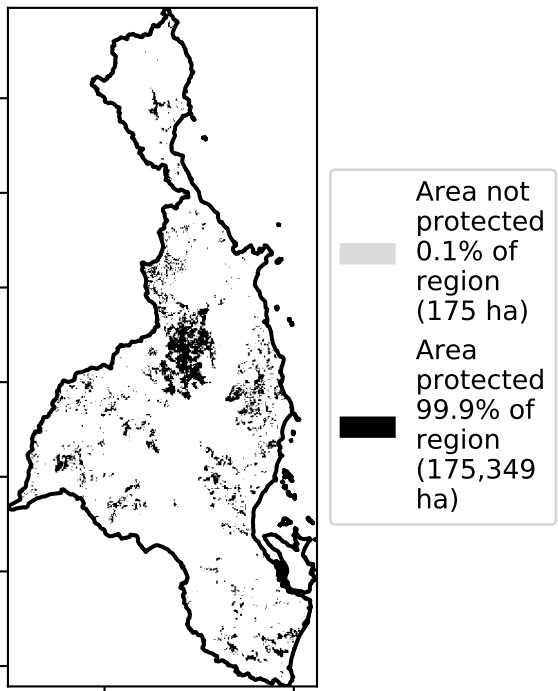 Area not
protected
0.1% of
region
(175 ha)
Area
protected
99.9% of
region
(175,349
ha)